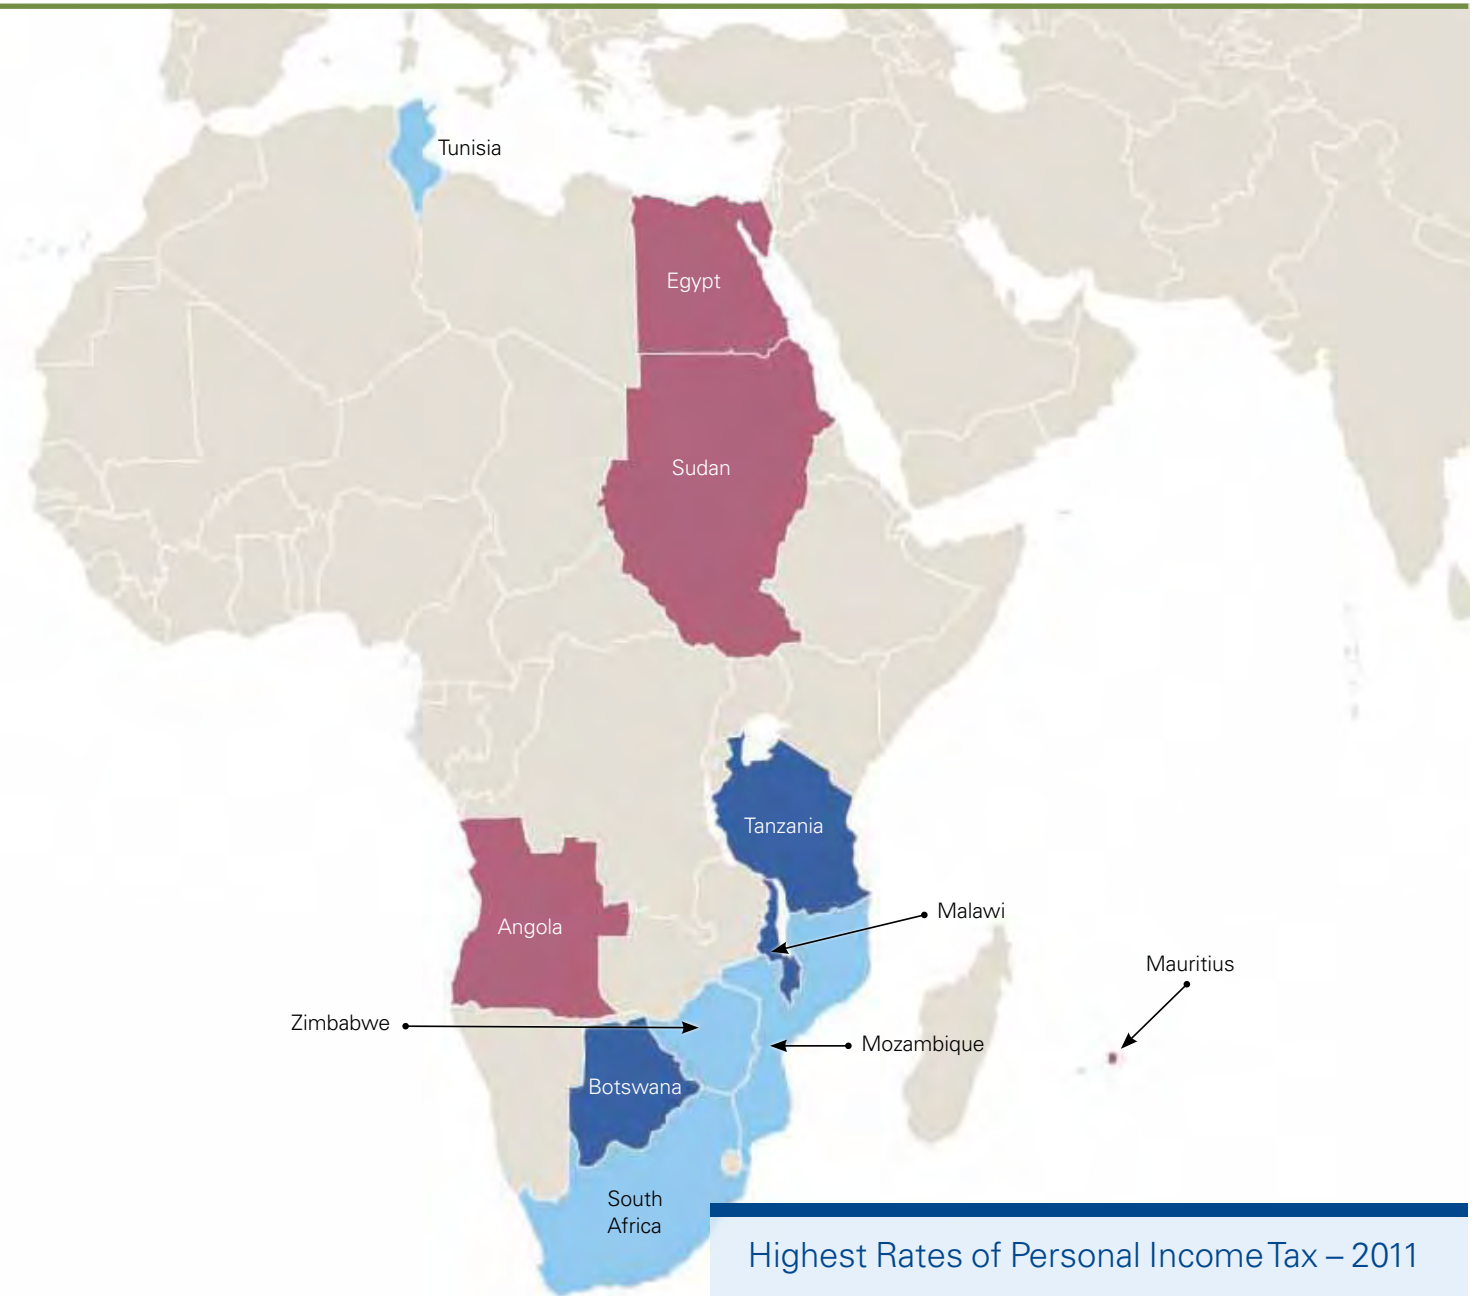 Tunisia
Egypt
Sudan
Tanzania
Malawi
Angola
Mauritius
Zimbabwe
Mozambique
Botswana
South
Africa
Highest Rates of Personal Income Tax – 2011